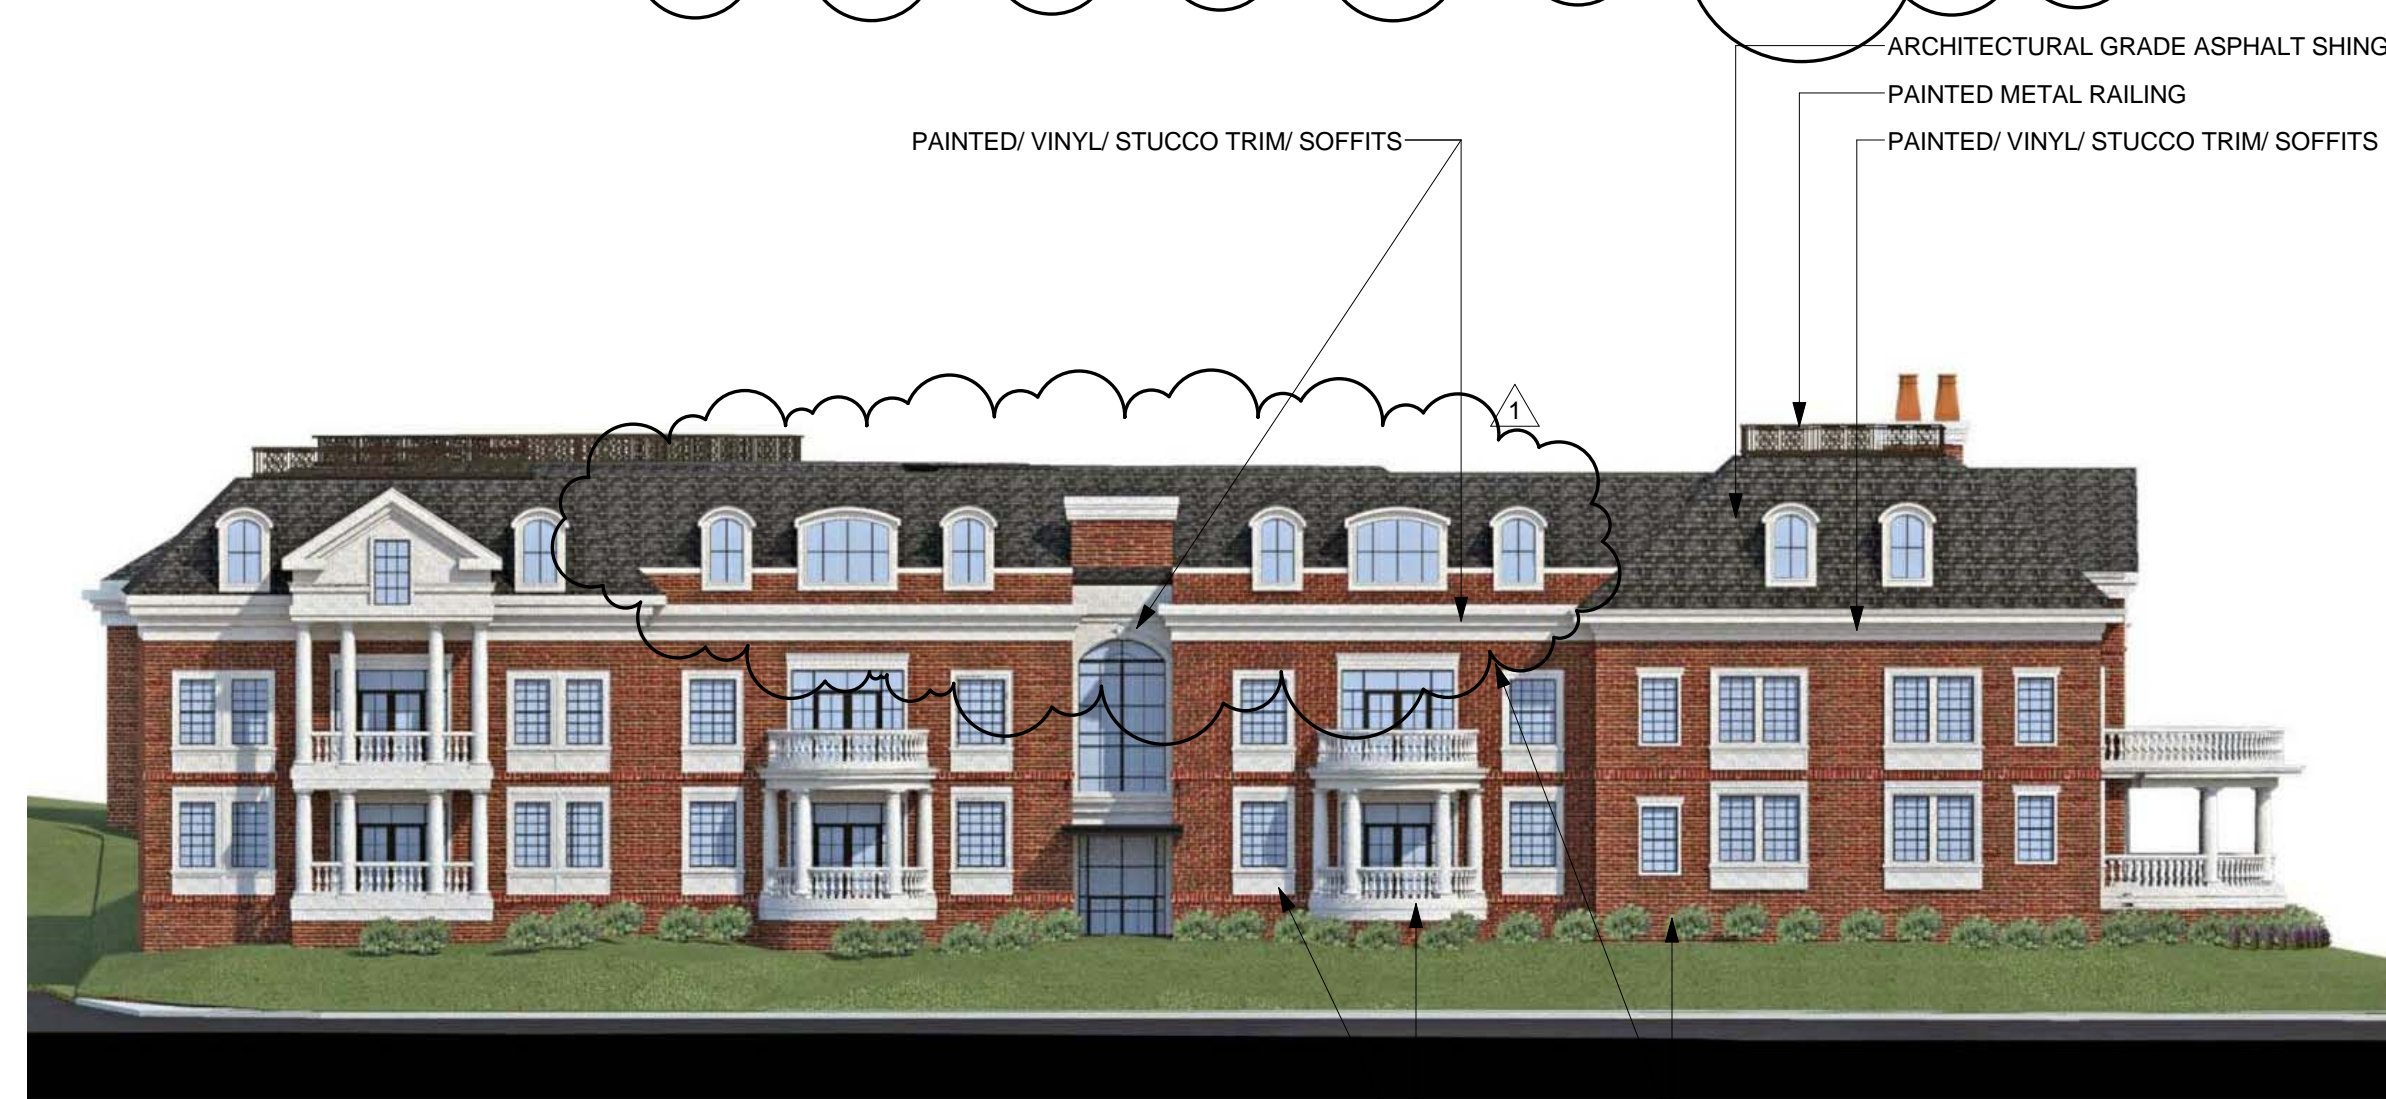 ARCHITECTURAL GRADE ASPHALT SHING
PAINTED METAL RAILING
PAINTED/ VINYL/ STUCCO TRIM/ SOFFITS
PAINTED/ VINYL/ STUCCO TRIM/ SOFFITS
1